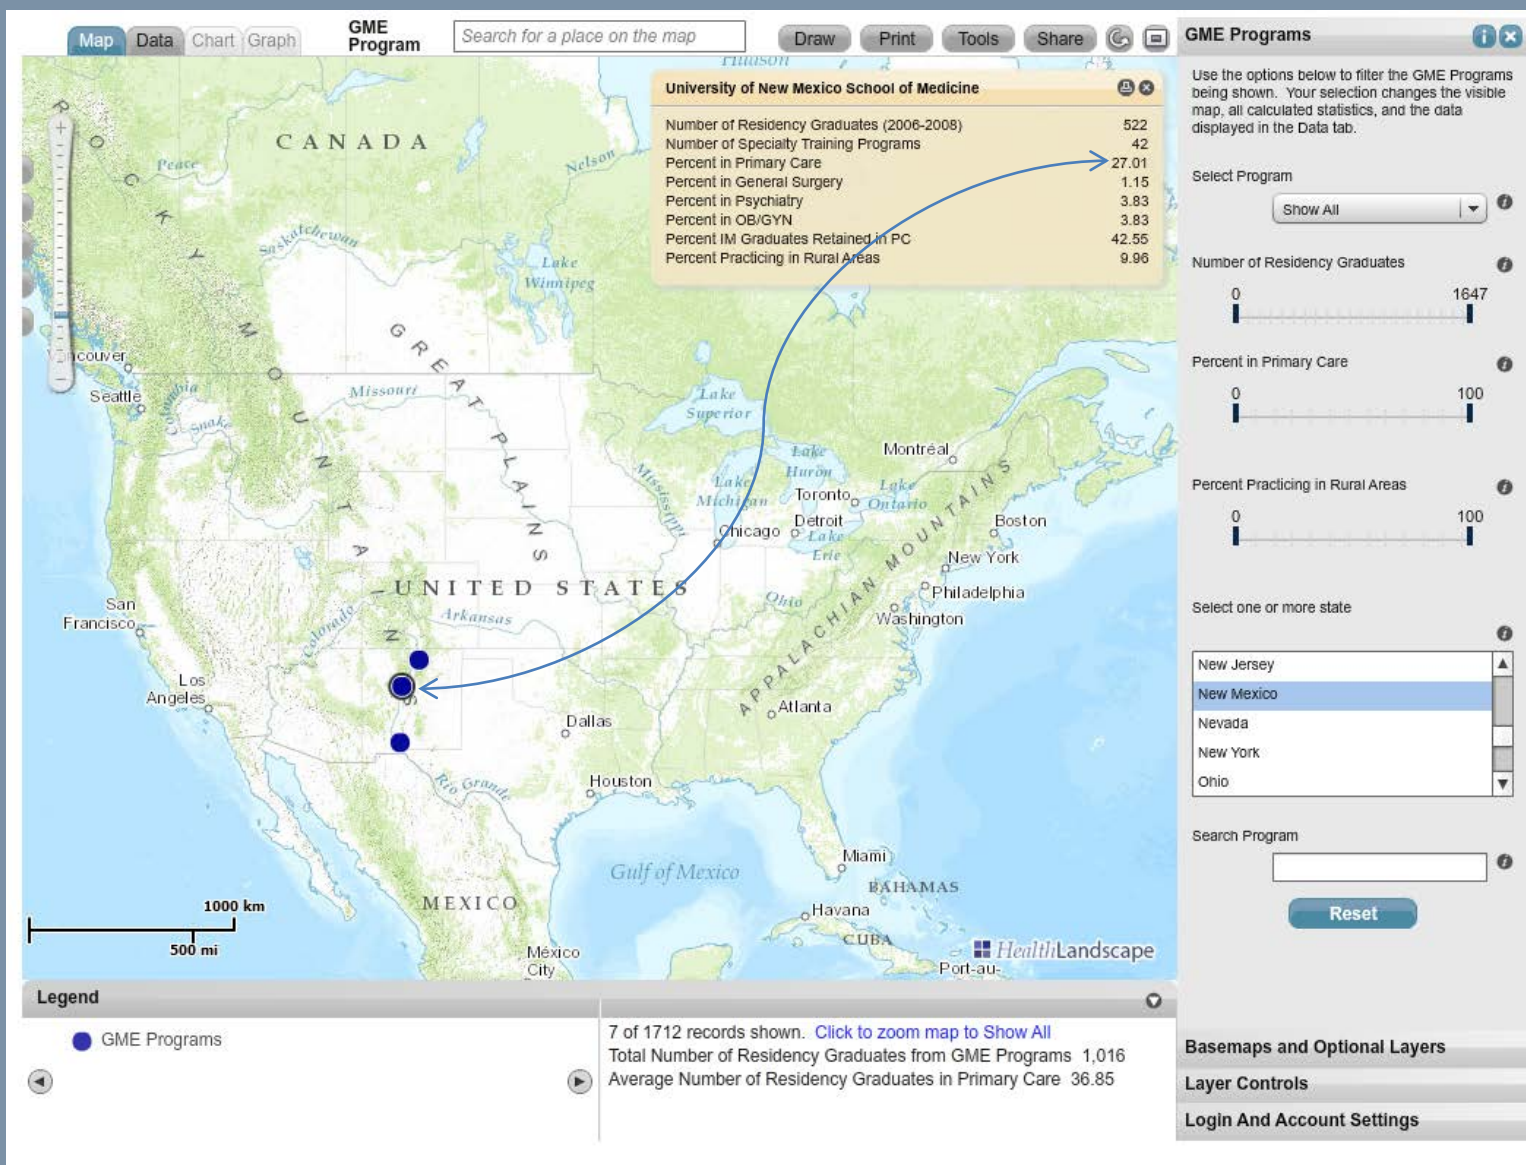 Map Data Chart Graph
GME
Program
Search for a place on the map
Draw Print Tools Share
University of New Mexico School of Medicine
Number of Residency Graduates (2006-2008) 522
Number of Specialty Training Programs 42
Percent in Primary Care 27.01
Percent in General Surgery 1.15
Percent in Psychiatry 3.83
Percent in OB/GYN 3.83
Percent IM Graduates Retained in PC 42.55
Percent Practicing in Rural Areas 9.96
Hudson
CANADA
Peace
Nelson
ROCKY MOUNTAINS
Saskatchewan
Lake
Winnipeg
GREAT PLAINS
Vancouver
Seattle
Columbia
Snake
Missouri
Lake
Superior
Montréal
Mississippi
Lake
Michigan
Lake
Huron
Toronto
Lake
Ontario
Chicago
Detroit
Lake
Erie
Boston
New York
Philadelphia
Washington
APPALACHIAN MOUNTAINS
UNITED STATES
San
Francisco
Colorado
Arkansas
Ohio
Los
Angeles
Dallas
Atlanta
Rio Grande
Houston
Gulf of Mexico
Miami
BAHAMAS
MEXICO
Havana
CUBA
México
City
Port-au-
1000 km
500 mi
HealthLandscape
Legend
GME Programs
7 of 1712 records shown. Click to zoom map to Show All
Total Number of Residency Graduates from GME Programs 1,016
Average Number of Residency Graduates in Primary Care 36.85
GME Programs
Use the options below to filter the GME Programs
being shown. Your selection changes the visible
map, all calculated statistics, and the data
displayed in the Data tab.
Select Program
Show All
Number of Residency Graduates
0 1647
Percent in Primary Care
0 100
Percent Practicing in Rural Areas
0 100
Select one or more state
New Jersey
New Mexico
Nevada
New York
Ohio
Search Program
Reset
Basemaps and Optional Layers
Layer Controls
Login And Account Settings